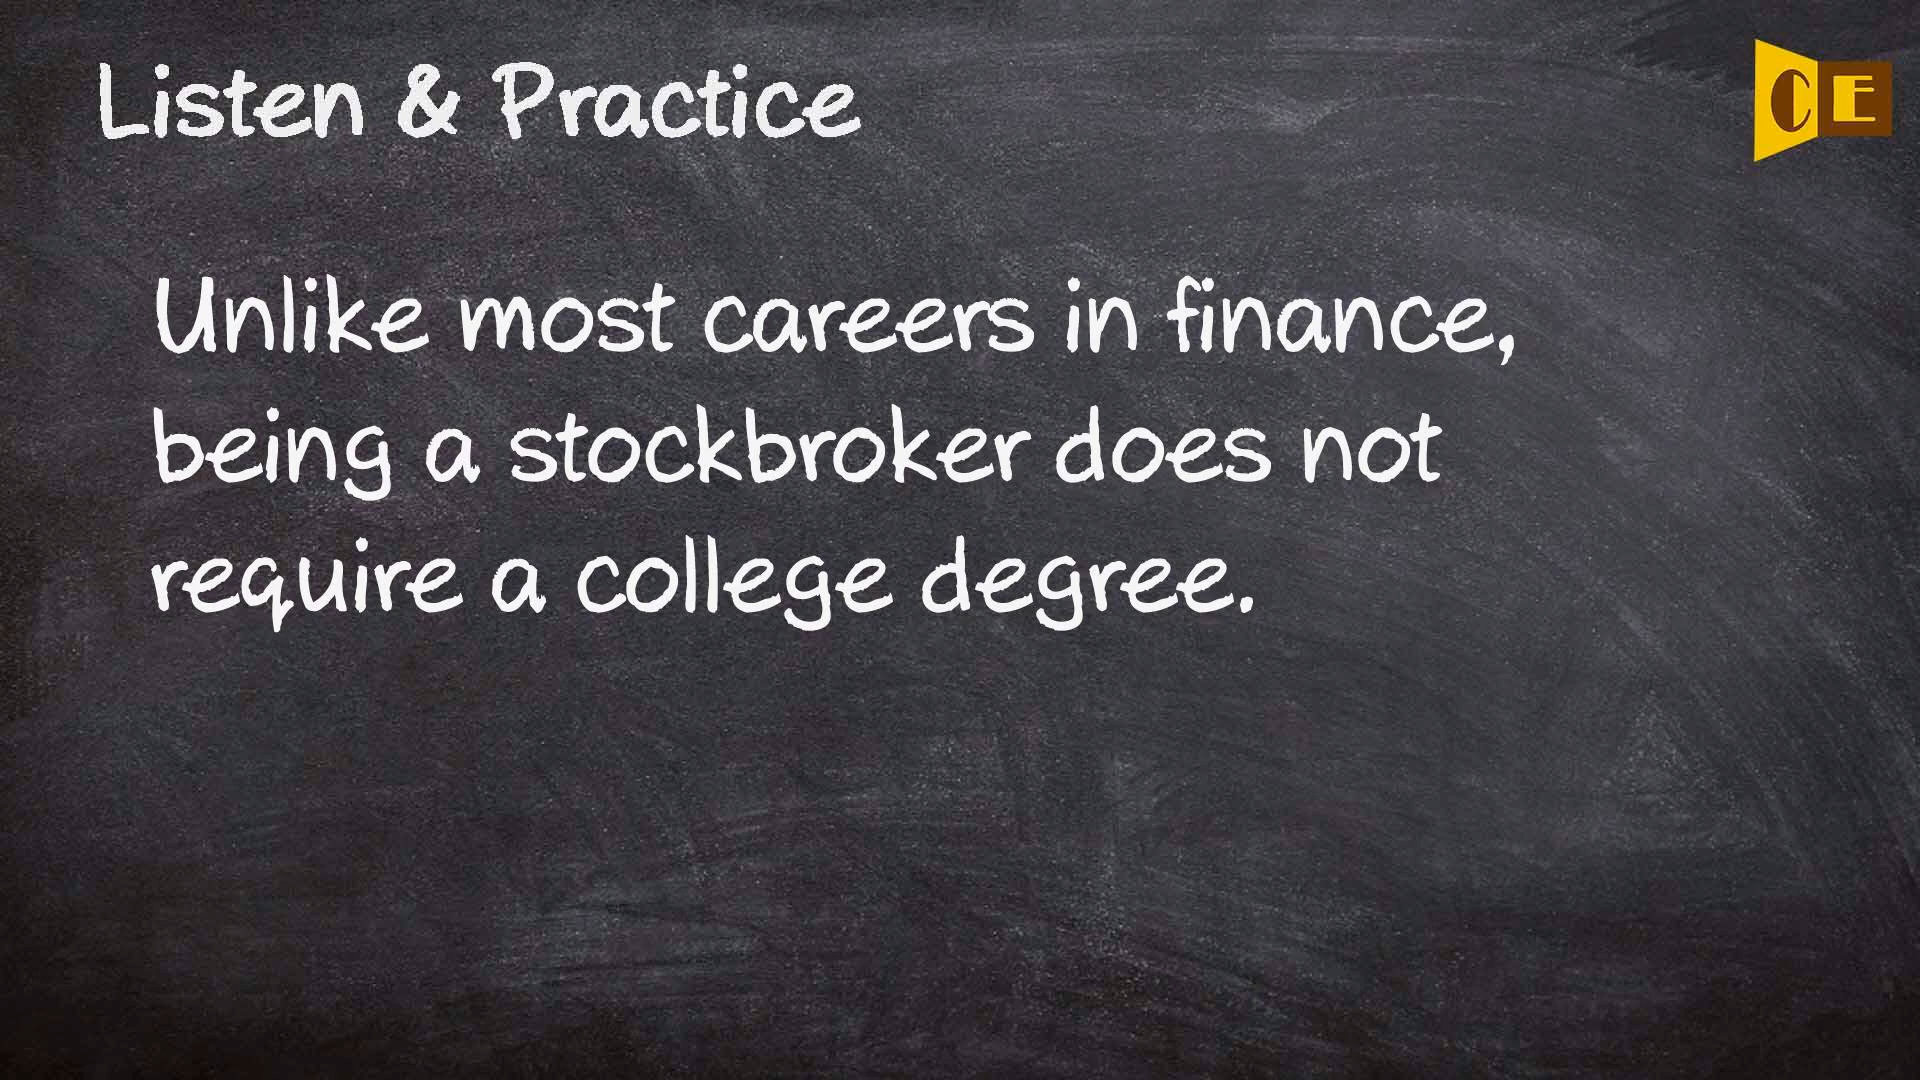 Listen & Practice
CE
Unlike most careers in finance,
being a stockbroker does not
require a college degree.